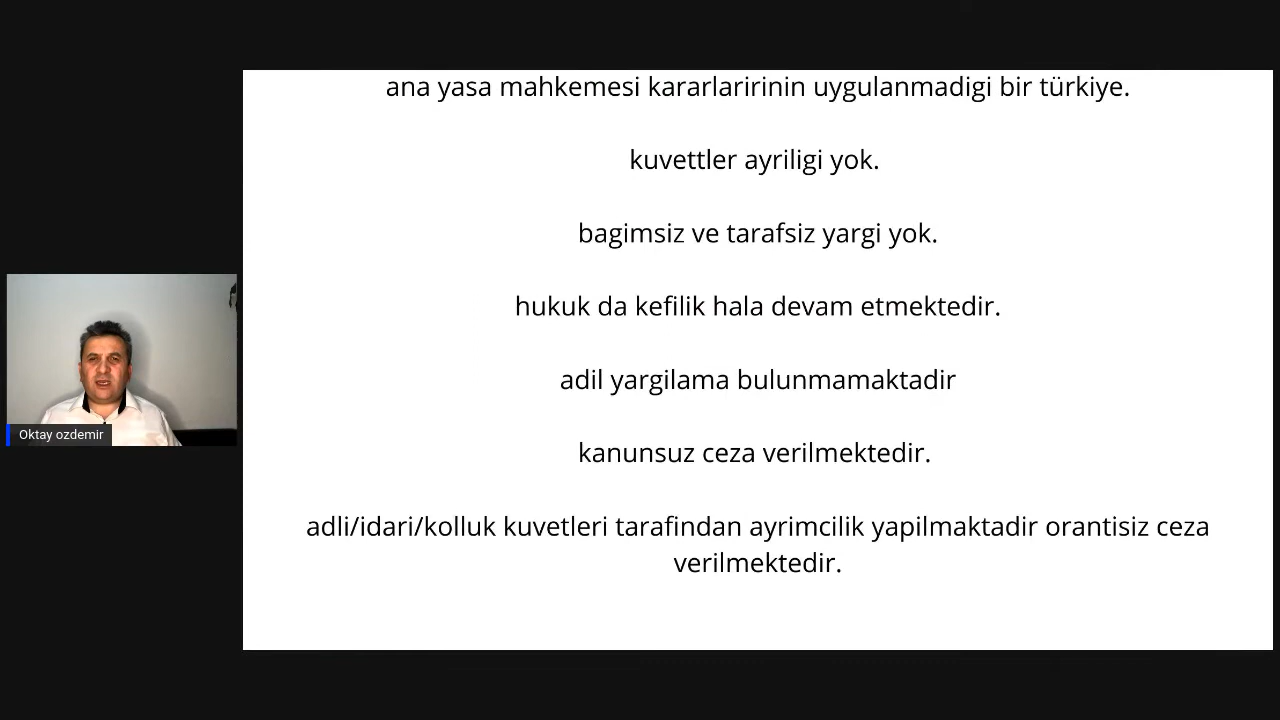 ana yasa mahkemesi kararlaririnin uygulanmadigi bir türkiye.
kuvettler ayriligi yok.
bagimsiz ve tarafsiz yargi yok.
hukuk da kefilik hala devam etmektedir.
adil yargilama bulunmamaktadir
kanunsuz ceza verilmektedir.
adli/idari/kolluk kuvetleri tarafindan ayrimcilik yapilmaktadir orantisiz ceza
verilmektedir.
Oktay ozdemir